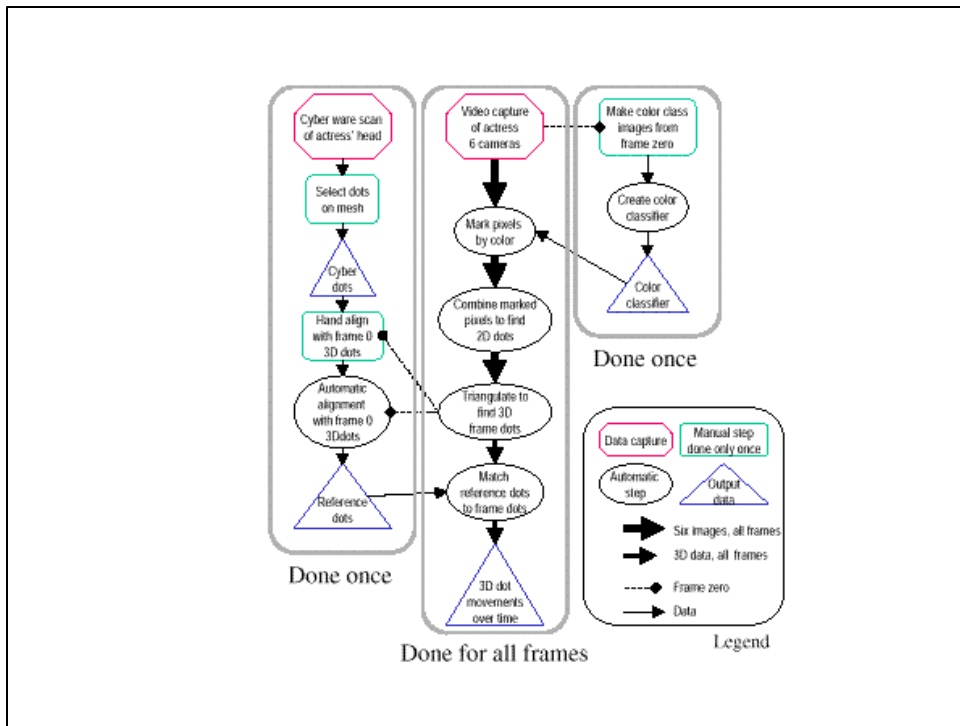 Cyber ware scan
of actress' head
Select dots
on mesh
Cyber
dots
Hand align
with frame 0
3D dots
Automatic
alignment
with frame 0
3Ddots
Reference
dots
Done once
Video capture
of actress
6 cameras
Mark pixels
by color
Combine marked
pixels to find
2D dots
Triangulate to
find 3D
frame dots
Match
reference dots
to frame dots
3D dot
movements
over time
Done for all frames
Make color class
images from
frame zero
Create color
classifier
Color
classifier
Done once
Data capture
Manual step
done only once
Automatic
step
Output
data
Six images, all frames
3D data, all frames
Frame zero
Data
Legend